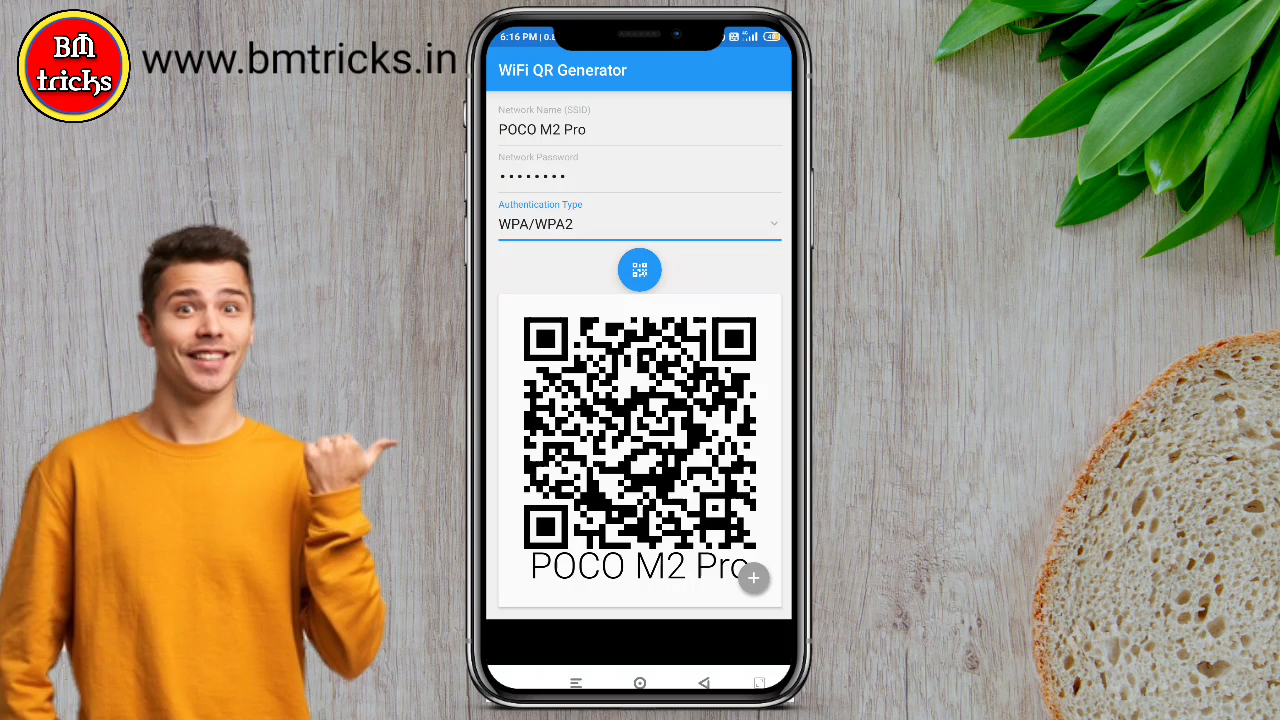 BM
tricks
www.bmtricks.in
6:16 PM | 0.
WiFi QR Generator
Network Name (SSID)
POCO M2 Pro
Network Password
••••••••
Authentication Type
WPA/WPA2
POCO M2 Pro